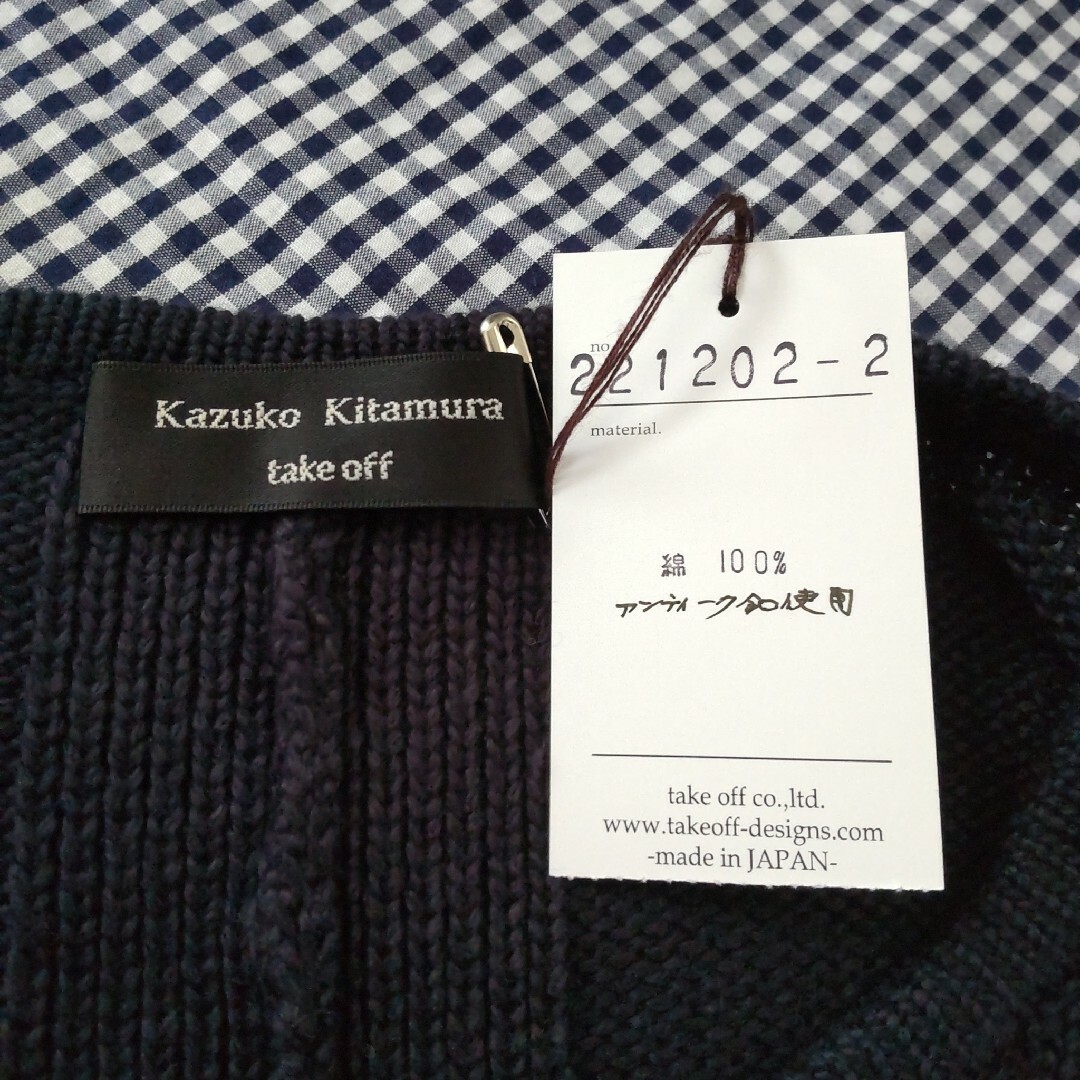 Kazuko Kitamura
take off
no
221202-2
material.
綿 100%
アンティーク釦使用
take off co.,ltd.
www.takeoff-designs.com
-made in JAPAN-